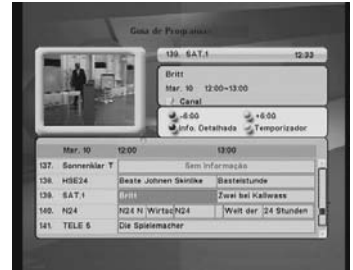 Guia de Programas
139. SAT.1 12:33
Britt
Mar. 10 12:00~13:00
/ Canal
-6:00 +6:00
Info. Detalhada Temporizador
Mar. 10 12:00 13:00
137. Sonnenklar T Sem Informação
138. HSE24 Beate Johnen Skinlike Bastelstunde
139. SAT.1 Britt Zwei bei Kallwass
140. N24 N24 N Wirtsc N24 Welt der 24 Stunden
141. TELE 5 Die Spielemacher